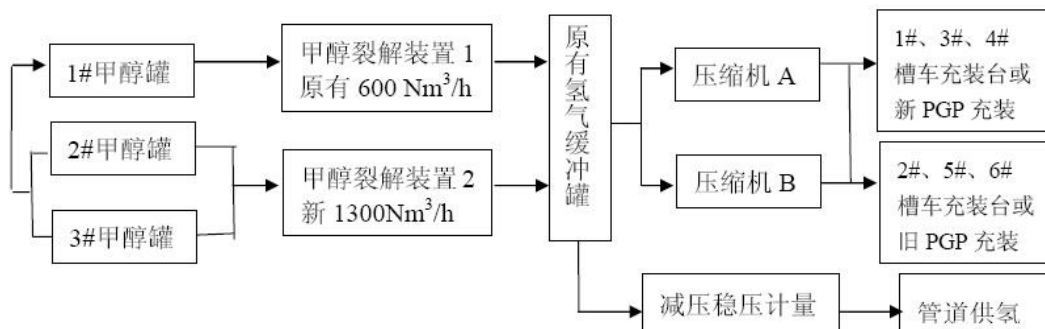 1#甲醇罐
2#甲醇罐
3#甲醇罐
甲醇裂解装置 1
原有 600 Nm³/h
甲醇裂解装置 2
新 1300Nm³/h
原有氢气缓冲罐
压缩机 A
压缩机 B
减压稳压计量
1#、3#、4#
槽车充装台或
新 PGP 充装
2#、5#、6#
槽车充装台或
旧 PGP 充装
管道供氢